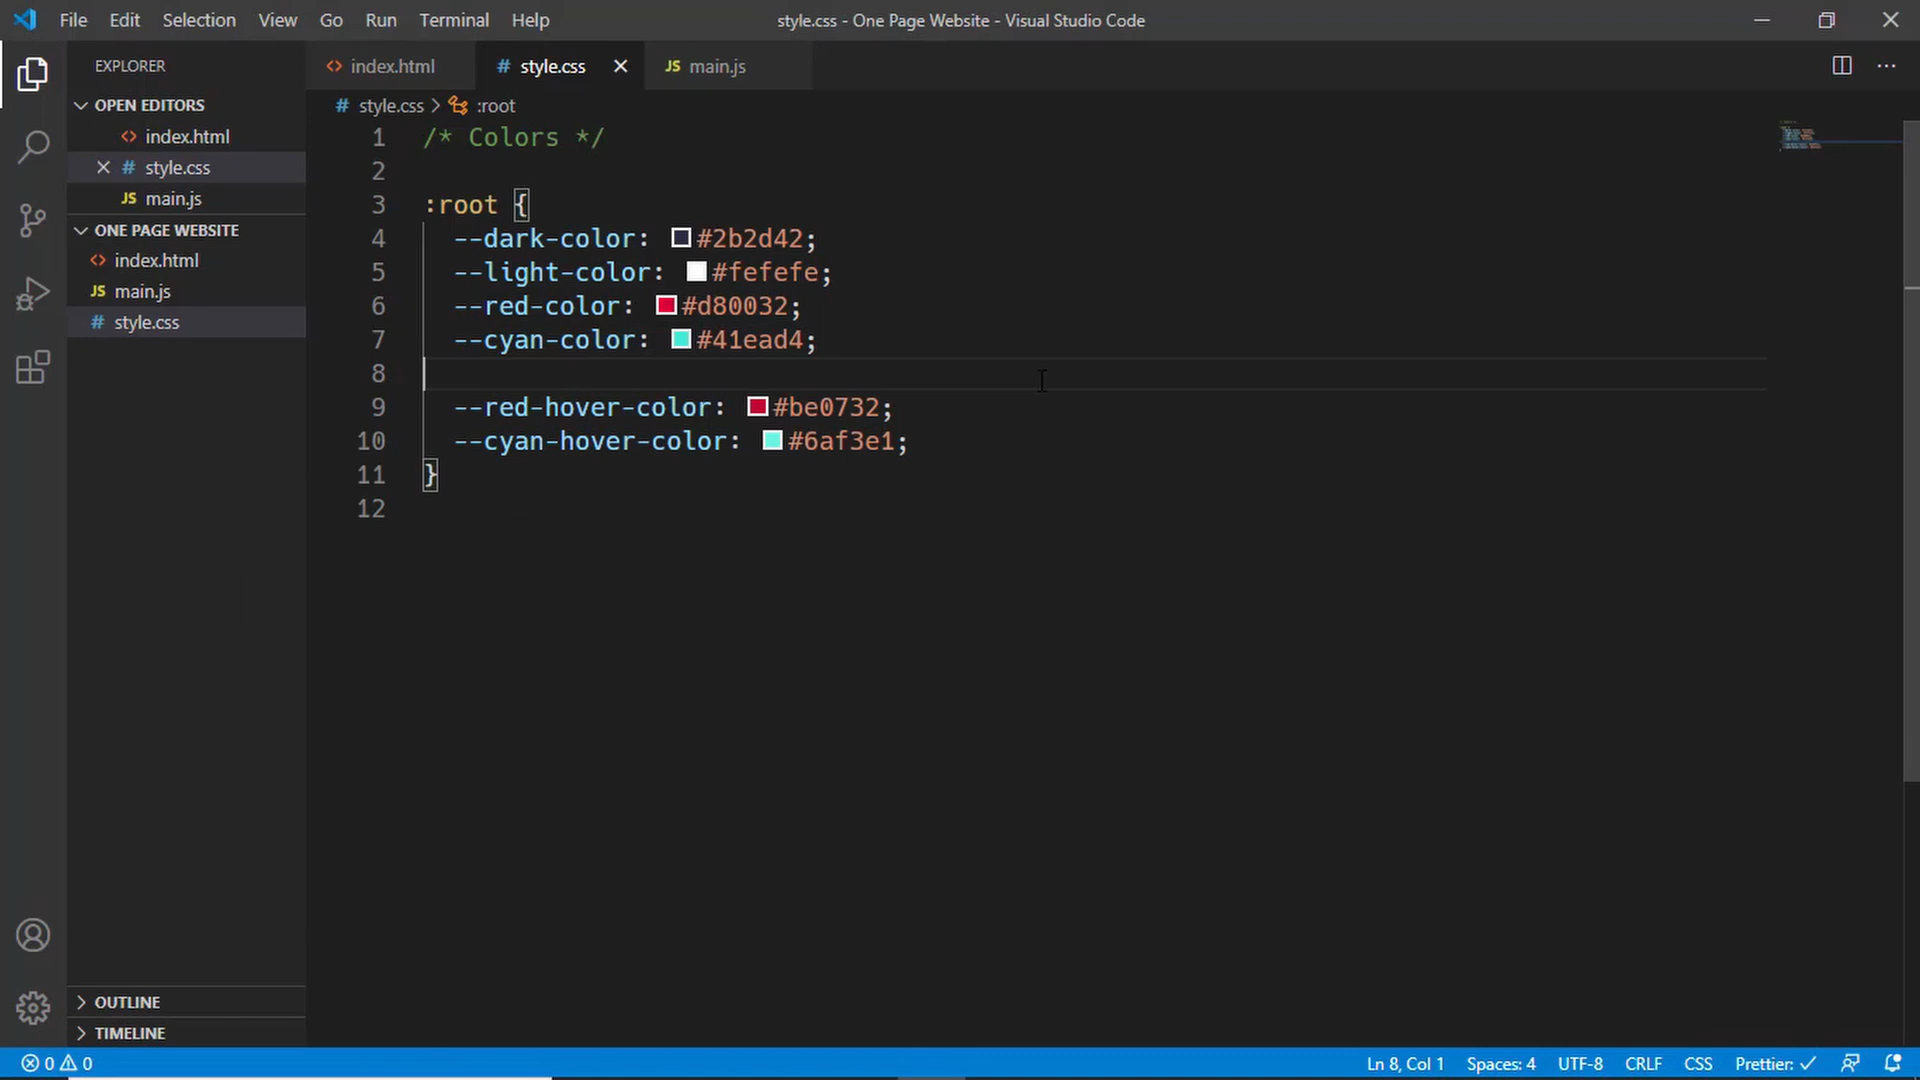 File Edit Selection View Go Run Terminal Help style.css - One Page Website - Visual Studio Code
EXPLORER
OPEN EDITORS
index.html
style.css
JS main.js
ONE PAGE WEBSITE
index.html
JS main.js
# style.css
OUTLINE
TIMELINE
index.html # style.css JS main.js
# style.css > :root
1 /* Colors */
2
3 :root {
4 --dark-color: #2b2d42;
5 --light-color: #fefefe;
6 --red-color: #d80032;
7 --cyan-color: #41ead4;
8
9 --red-hover-color: #be0732;
10 --cyan-hover-color: #6af3e1;
11 }
12
0 0 Ln 8, Col 1 Spaces: 4 UTF-8 CRLF CSS Prettier: ✓